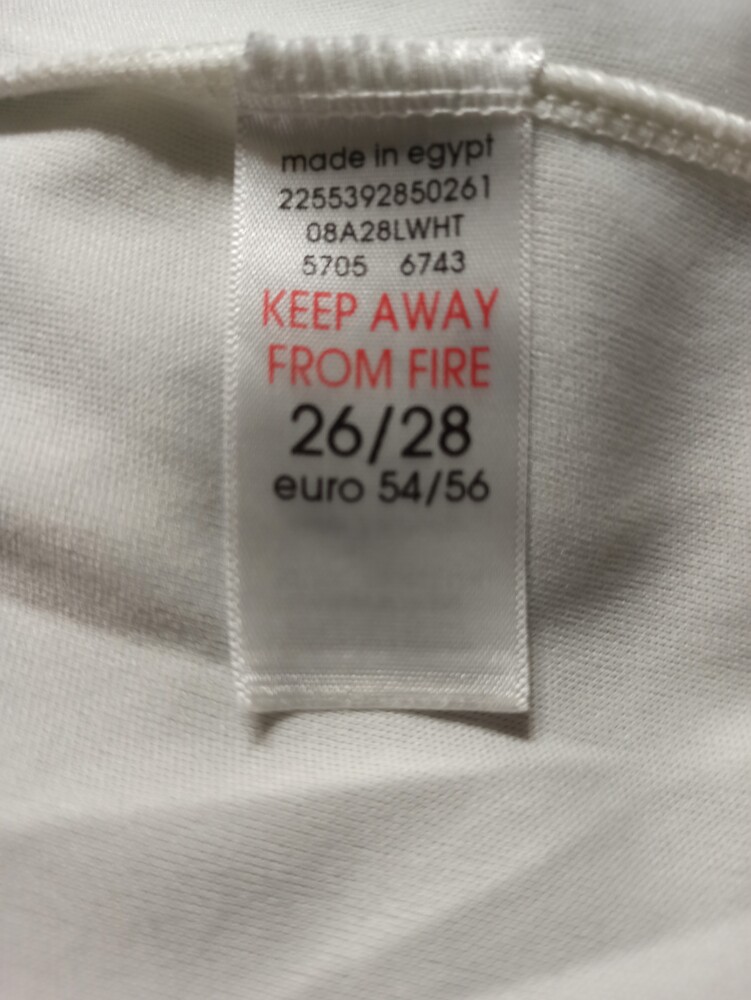 made in egypt
2255392850261
08A28LWHT
5705 6743
KEEP AWAY
FROM FIRE
26/28
euro 54/56